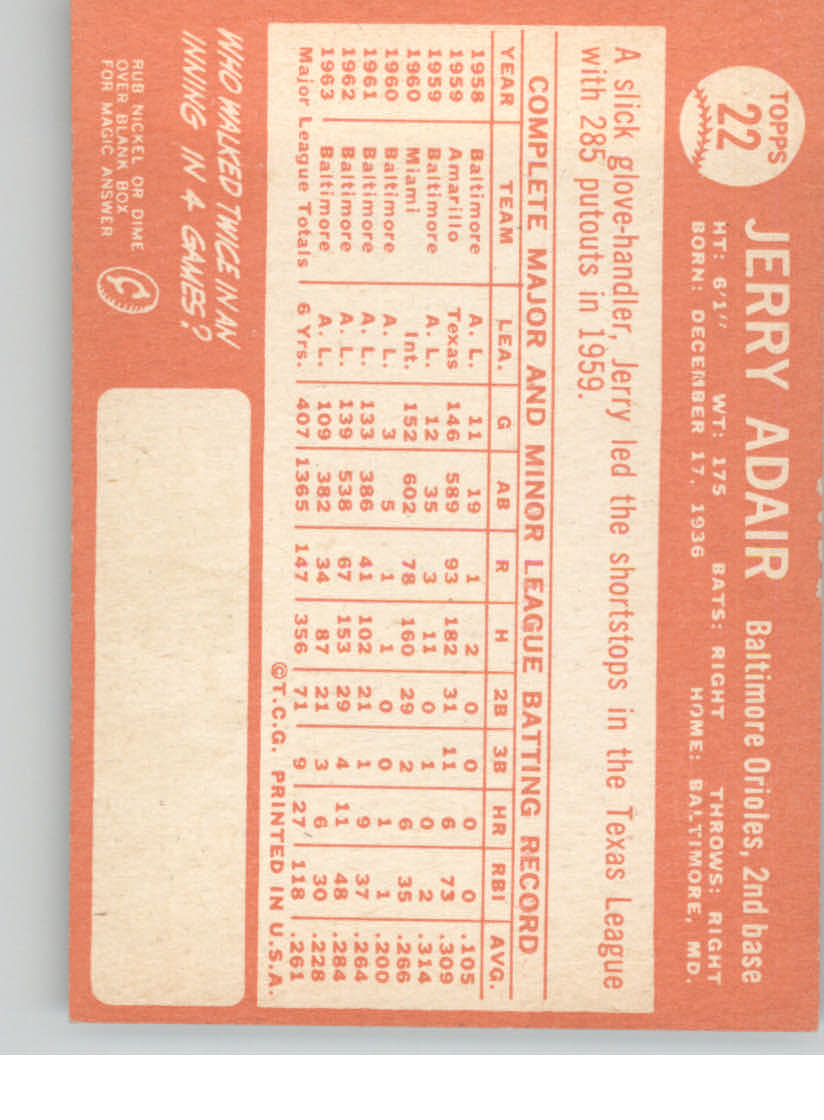 TOPPS
22
JERRY ADAIR Baltimore Orioles, 2nd base
HT: 6'1" WT: 175 BATS: RIGHT THROWS: RIGHT
BORN: DECEMBER 17, 1936 HOME: BALTIMORE, MD.
A slick glove-handler, Jerry led the shortstops in the Texas League
with 285 putouts in 1959.
COMPLETE MAJOR AND MINOR LEAGUE BATTING RECORD
YEAR TEAM LEA. G AB R H 2B 3B HR RBI AVG.
1958 Baltimore A. L. 11 19 1 2 0 0 0 0 .105
1959 Amarillo Texas 146 589 93 182 31 11 6 73 .309
1959 Baltimore A. L. 12 35 3 11 0 1 0 2 .314
1960 Miami Int. 152 602 78 160 29 2 6 35 .266
1960 Baltimore A. L. 3 5 1 1 0 0 1 1 .200
1961 Baltimore A. L. 133 386 41 102 21 1 9 37 .264
1962 Baltimore A. L. 139 538 67 153 29 4 11 48 .284
1963 Baltimore A. L. 109 382 34 87 21 3 6 30 .228
Major League Totals 6 Yrs. 407 1365 147 356 71 9 27 118 .261
©T.C.G. PRINTED IN U.S.A.
WHO WALKED TWICE IN AN
INNING IN 4 GAMES?
RUB NICKEL OR DIME
OVER BLANK BOX
FOR MAGIC ANSWER